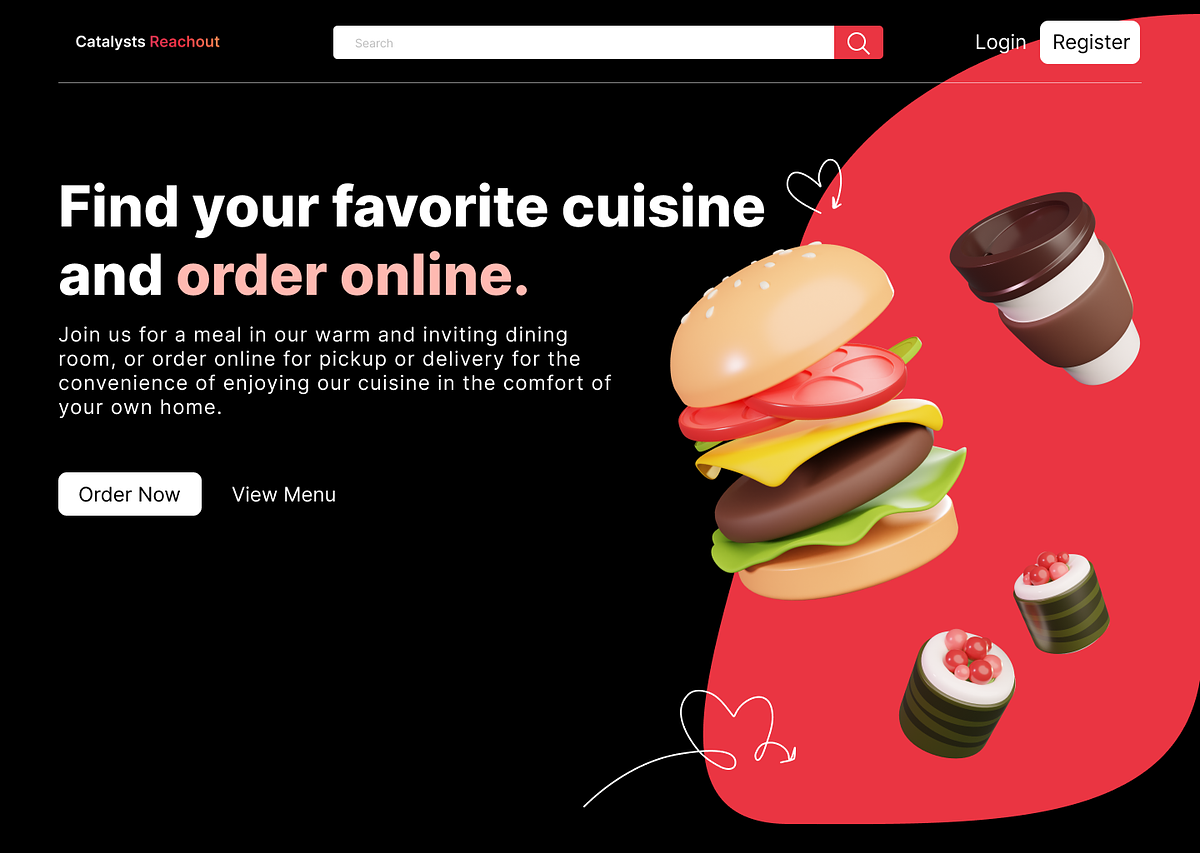 Catalysts Reachout
Search
Login
Register
Find your favorite cuisine
and order online.
Join us for a meal in our warm and inviting dining
room, or order online for pickup or delivery for the
convenience of enjoying our cuisine in the comfort of
your own home.
Order Now
View Menu